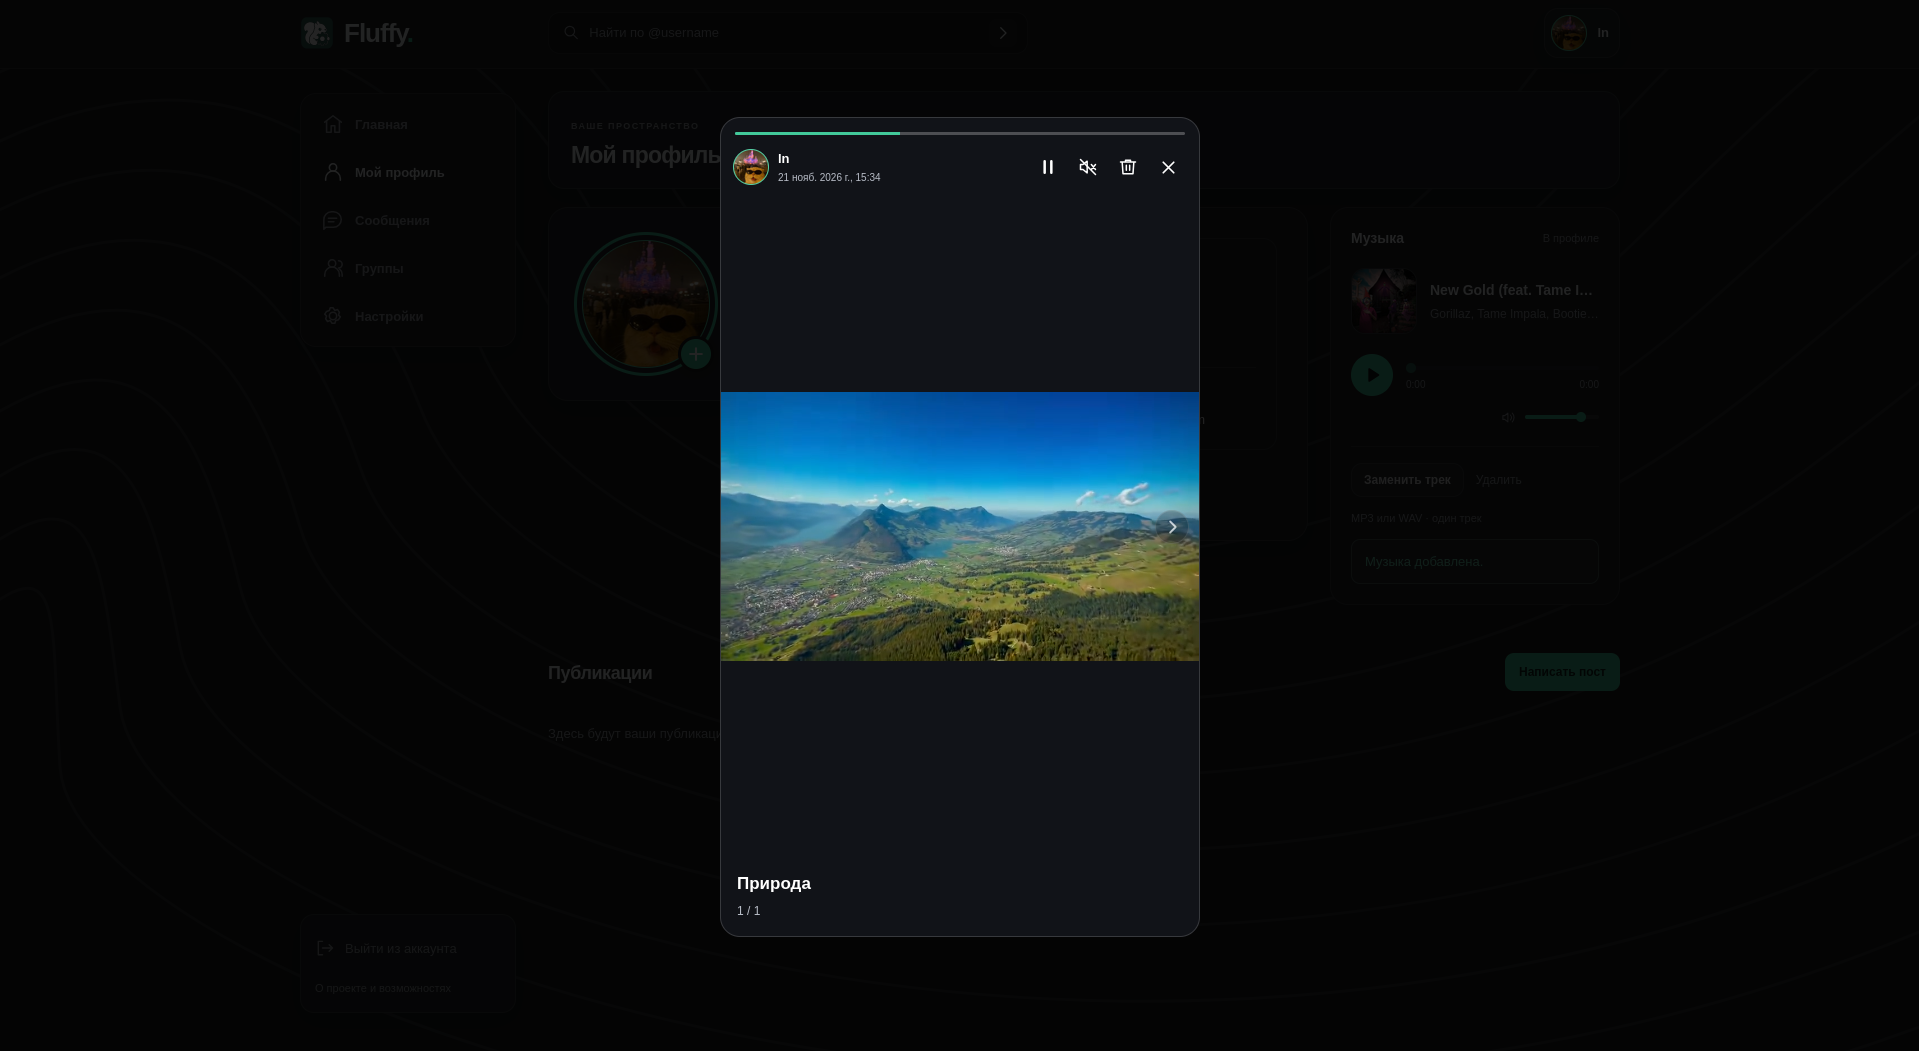 Fluffy.
Найти по @username
In
Главная
Мой профиль
Сообщения
Группы
Настройки
ВАШЕ ПРОСТРАНСТВО
Мой профиль
In
21 нояб. 2026 г., 15:34
Природа
1 / 1
Музыка
В профиле
New Gold (feat. Tame I…
Gorillaz, Tame Impala, Bootie…
0:00
0:00
Заменить трек
Удалить
MP3 или WAV · один трек
Музыка добавлена.
Публикации
Написать пост
Здесь будут ваши публикац
Выйти из аккаунта
О проекте и возможностях